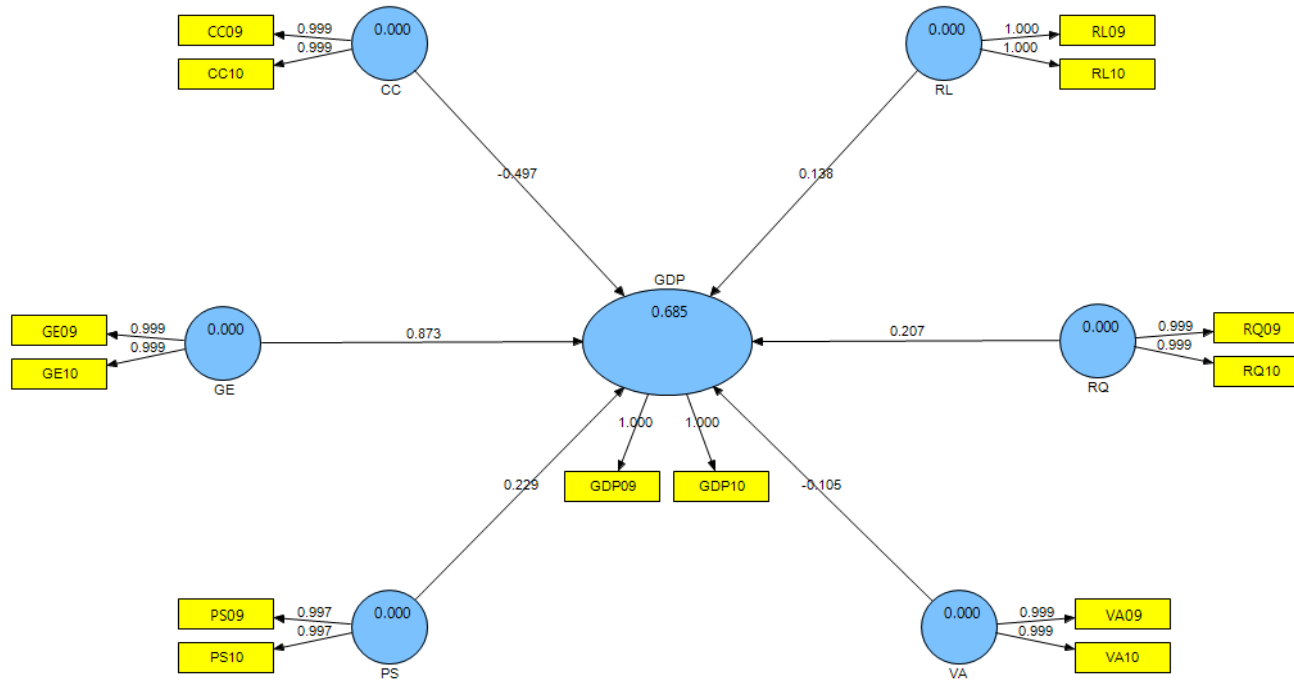 CC09
0.999
0.999
CC10
0.000
CC
0.000
RL
1.000
1.000
RL09
RL10
-0.497
0.138
GDP
0.685
GE09
0.999
0.999
GE10
0.000
GE
0.873
0.207
0.000
RQ
0.999
0.999
RQ09
RQ10
1.000
1.000
GDP09
GDP10
0.229
-0.105
PS09
0.997
0.997
PS10
0.000
PS
0.000
VA
0.999
0.999
VA09
VA10